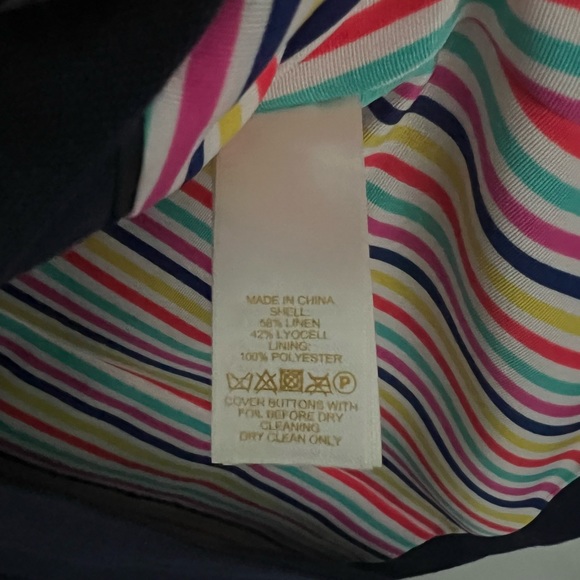 MADE IN CHINA
SHELL:
58% LINEN
42% LYOCELL
LINING:
100% POLYESTER
P
COVER BUTTONS WITH
FOIL BEFORE DRY
CLEANING
DRY CLEAN ONLY